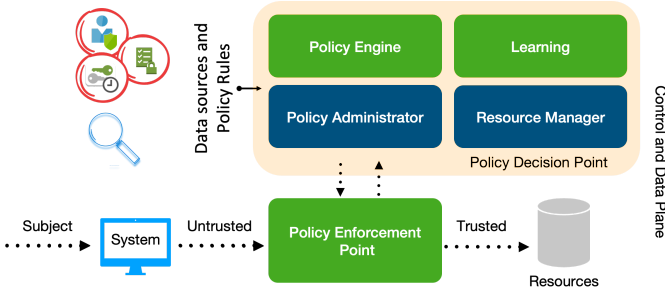 Data sources and
Policy Rules
Policy Engine
Learning
Policy Administrator
Resource Manager
Policy Decision Point
Control and Data Plane
Subject
System
Untrusted
Policy Enforcement
Point
Trusted
Resources